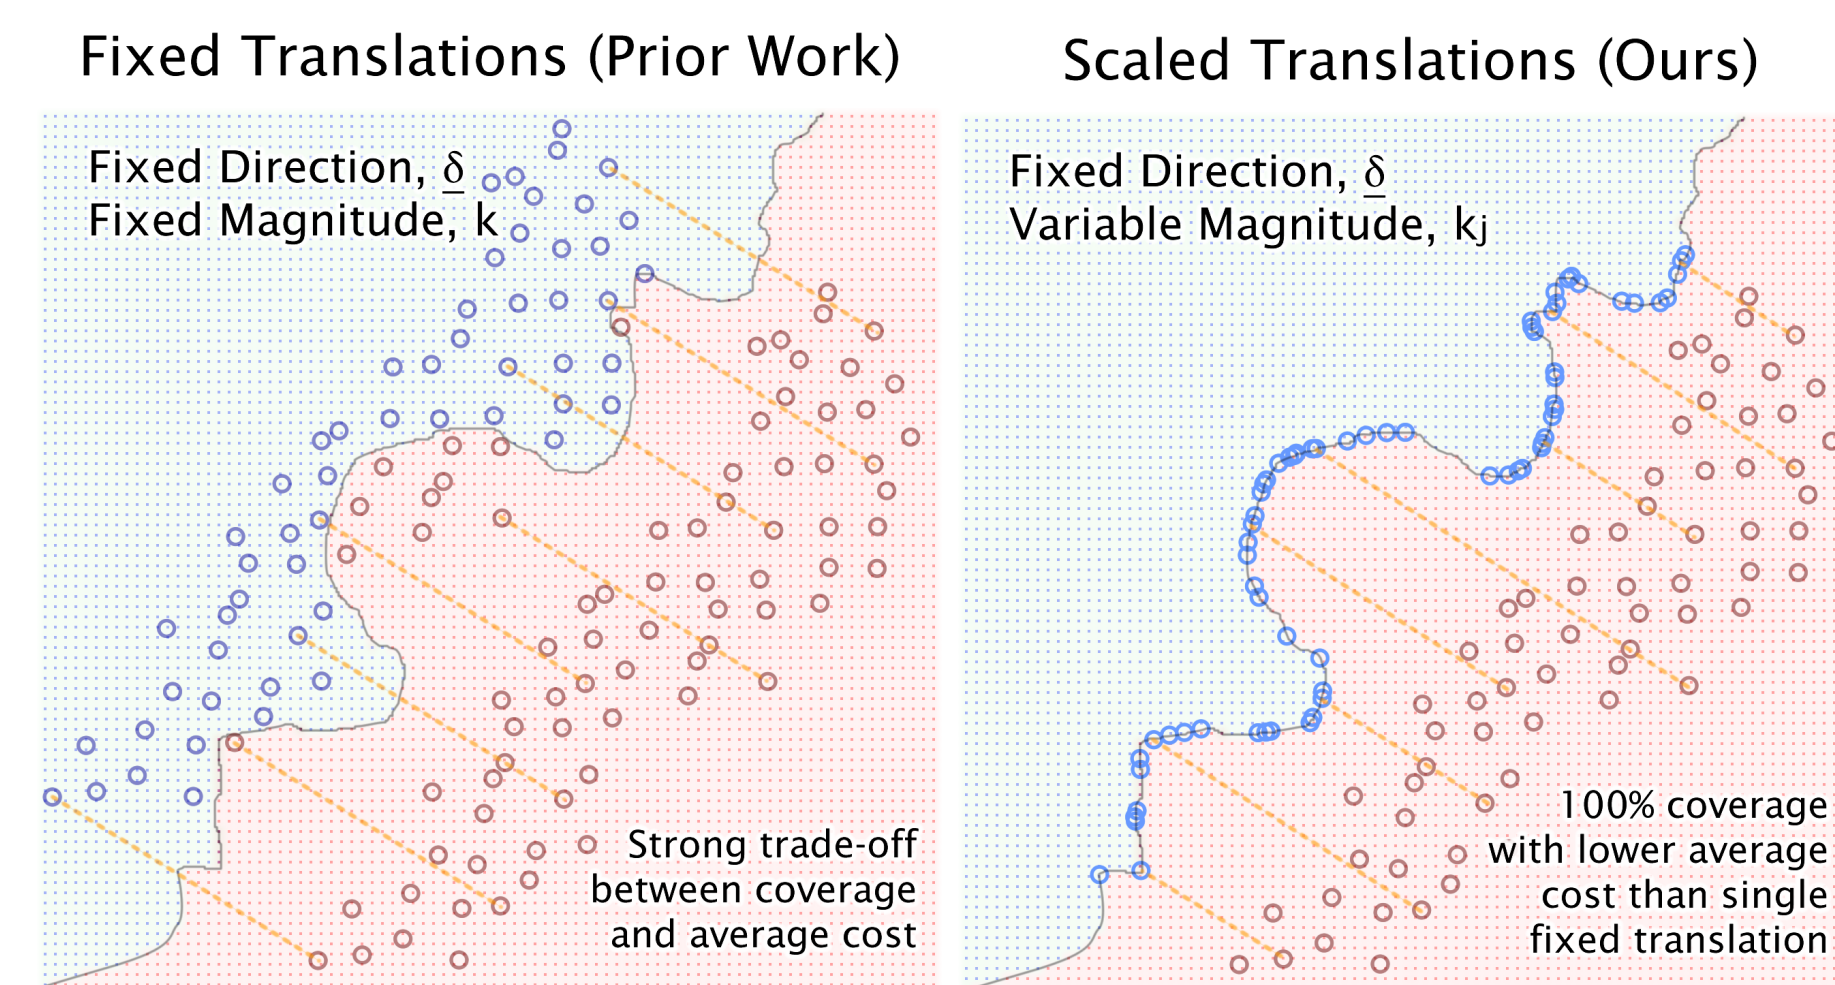 Fixed Translations (Prior Work)
Fixed Direction, δ
Fixed Magnitude, k
Strong trade-off
between coverage
and average cost
Scaled Translations (Ours)
Fixed Direction, δ
Variable Magnitude, kj
100% coverage
with lower average
cost than single
fixed translation